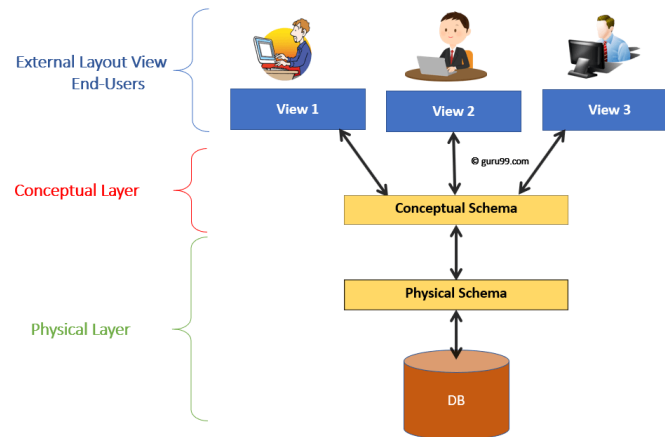 External Layout View
End-Users
View 1
View 2
View 3
© guru99.com
Conceptual Layer
Conceptual Schema
Physical Schema
Physical Layer
DB